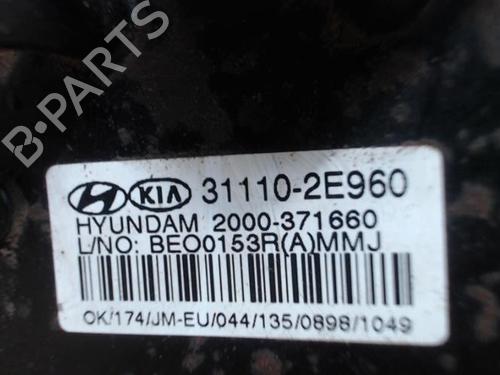 B-PARTS
KIA 31110-2E960
HYUNDAM 2000-371660
L/NO: BEO0153R(A)MMJ
OK/174/JM-EU/044/135/0898/1049